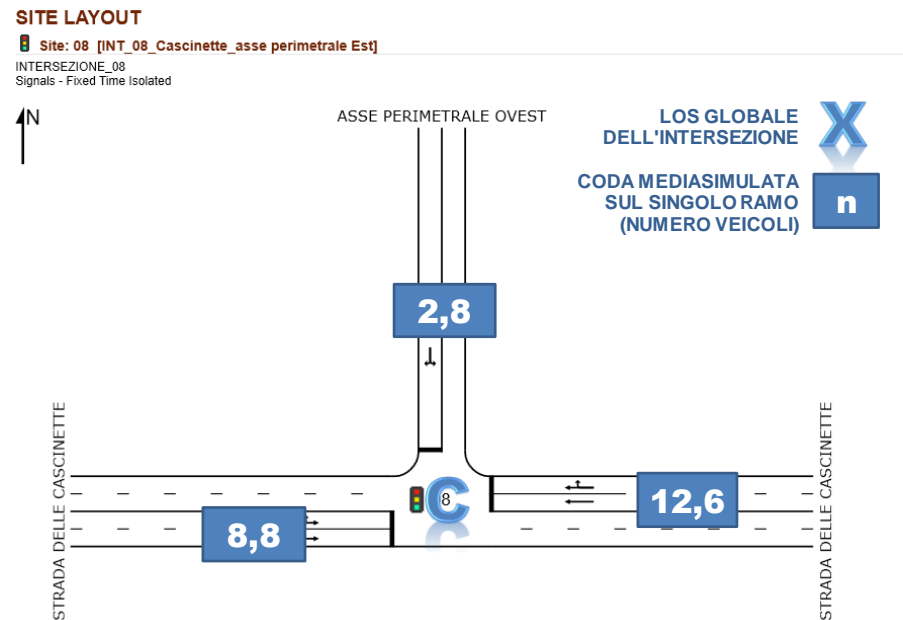 SITE LAYOUT
Site: 08 [INT_08_Cascinette_asse perimetrale Est]
INTERSEZIONE_08
Signals - Fixed Time Isolated
N
ASSE PERIMETRALE OVEST
LOS GLOBALE
DELL'INTERSEZIONE
X
CODA MEDIASIMULATA
SUL SINGOLO RAMO
(NUMERO VEICOLI)
n
2,8
STRADA DELLE CASCINETTE
8,8
C
8
12,6
STRADA DELLE CASCINETTE